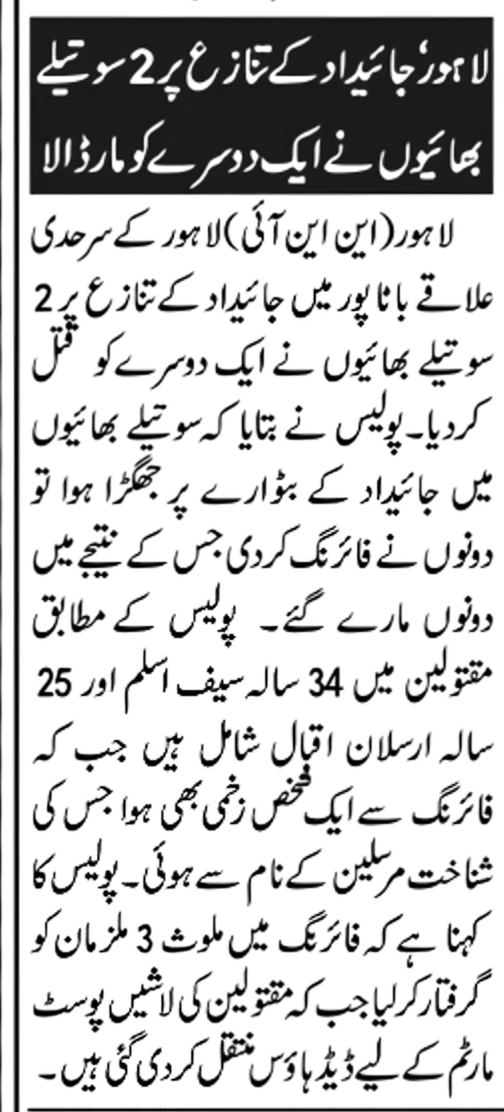 لاہور،جائیداد کے تنازع پر 2 سوتیلے
بھائیوں نے ایک دوسرے کو مار ڈالا
لاہور (این این آئی) لاہور کے سرحدی
علاقے باٹا پور میں جائیداد کے تنازع پر 2
سوتیلے بھائیوں نے ایک دوسرے کو قتل
کردیا۔ پولیس نے بتایا کہ سوتیلے بھائیوں
میں جائیداد کے بٹوارے پر جھگڑا ہوا تو
دونوں نے فائرنگ کردی جس کے نتیجے میں
دونوں مارے گئے۔ پولیس کے مطابق
مقتولین میں 34 سالہ سیف اسلم اور 25
سالہ ارسلان اقبال شامل ہیں جب کہ
فائرنگ سے ایک شخص زخمی بھی ہوا جس کی
شناخت مرسلین کے نام سے ہوئی۔ پولیس کا
کہنا ہے کہ فائرنگ میں ملوث 3 ملزمان کو
گرفتار کرلیا جب کہ مقتولین کی لاشیں پوسٹ
مارٹم کے لیے ڈیڈ ہاؤس منتقل کردی گئی ہیں۔